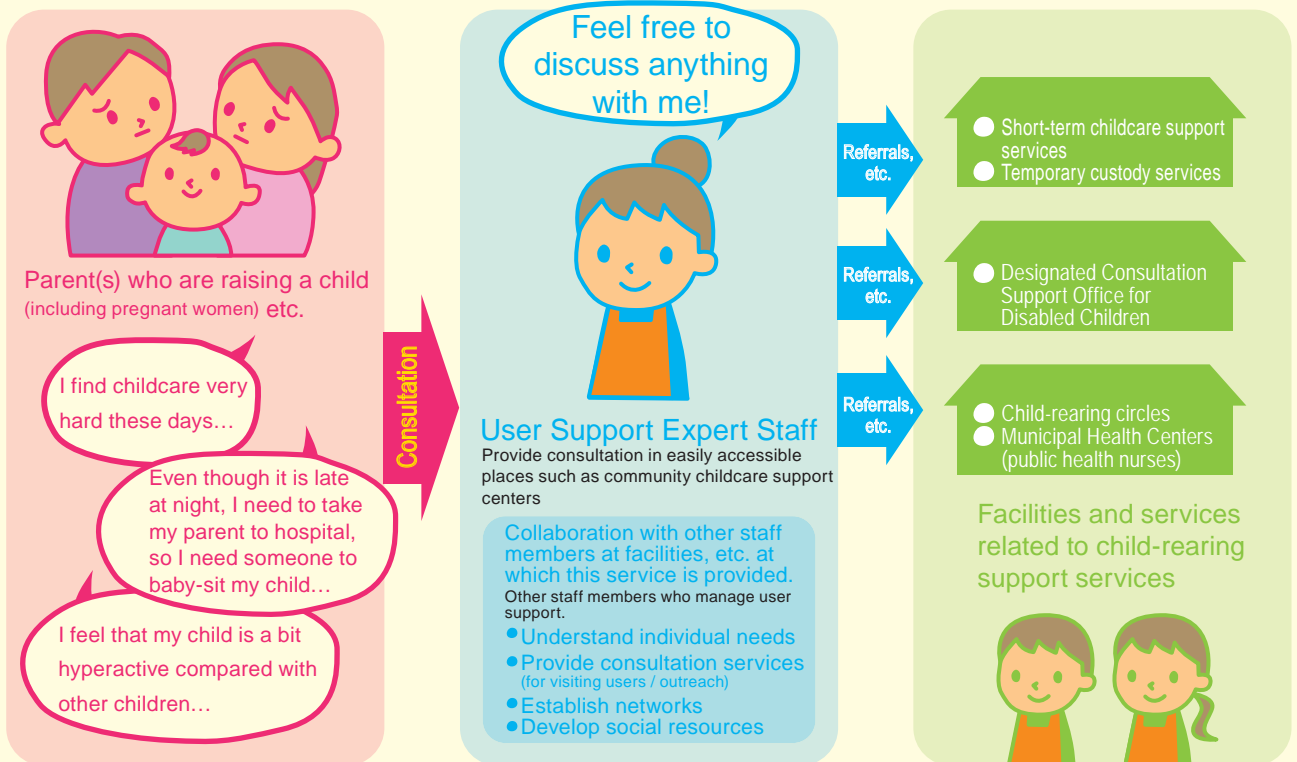 Parent(s) who are raising a child
(including pregnant women) etc.
I find childcare very
hard these days…
Even though it is late
at night, I need to take
my parent to hospital,
so I need someone to
baby-sit my child…
I feel that my child is a bit
hyperactive compared with
other children…
Consultation
Feel free to
discuss anything
with me!
User Support Expert Staff
Provide consultation in easily accessible
places such as community childcare support
centers
Collaboration with other staff
members at facilities, etc. at
which this service is provided.
Other staff members who manage user
support.
●Understand individual needs
●Provide consultation services
(for visiting users / outreach)
●Establish networks
●Develop social resources
Referrals,
etc.
Referrals,
etc.
Referrals,
etc.
● Short-term childcare support
services
● Temporary custody services
● Designated Consultation
Support Office for
Disabled Children
● Child-rearing circles
● Municipal Health Centers
(public health nurses)
Facilities and services
related to child-rearing
support services